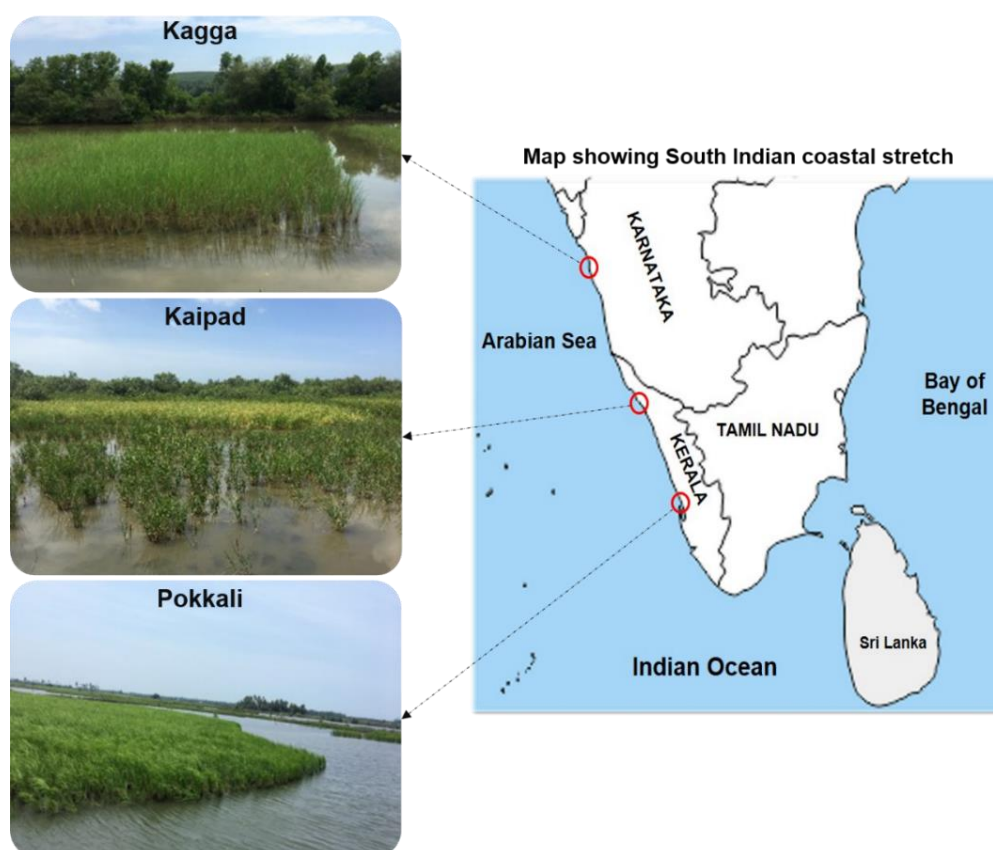 Kagga
Kaipad
Pokkali
Map showing South Indian coastal stretch
KARNATAKA
Arabian Sea
Bay of
Bengal
TAMIL NADU
KERALA
Sri Lanka
Indian Ocean